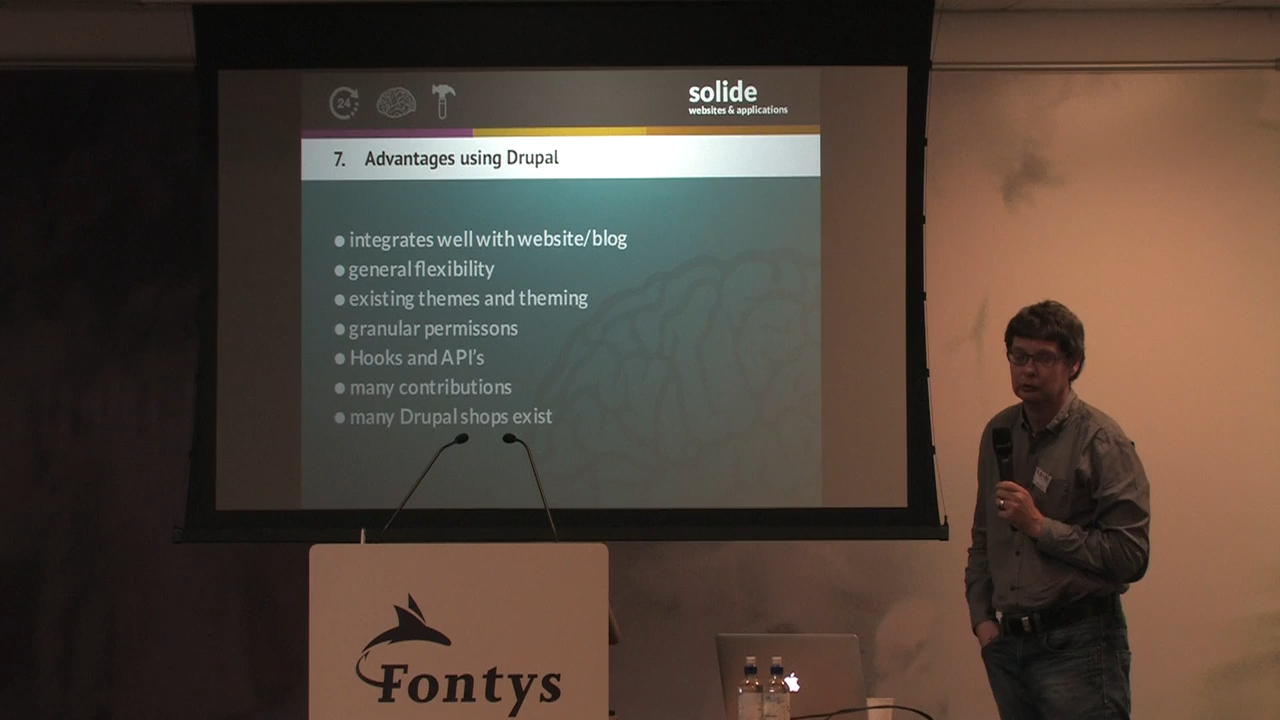 24
solide
websites & applications
7. Advantages using Drupal
● integrates well with website/blog
● general flexibility
● existing themes and theming
● granular permissons
● Hooks and API's
● many contributions
● many Drupal shops exist
Fontys